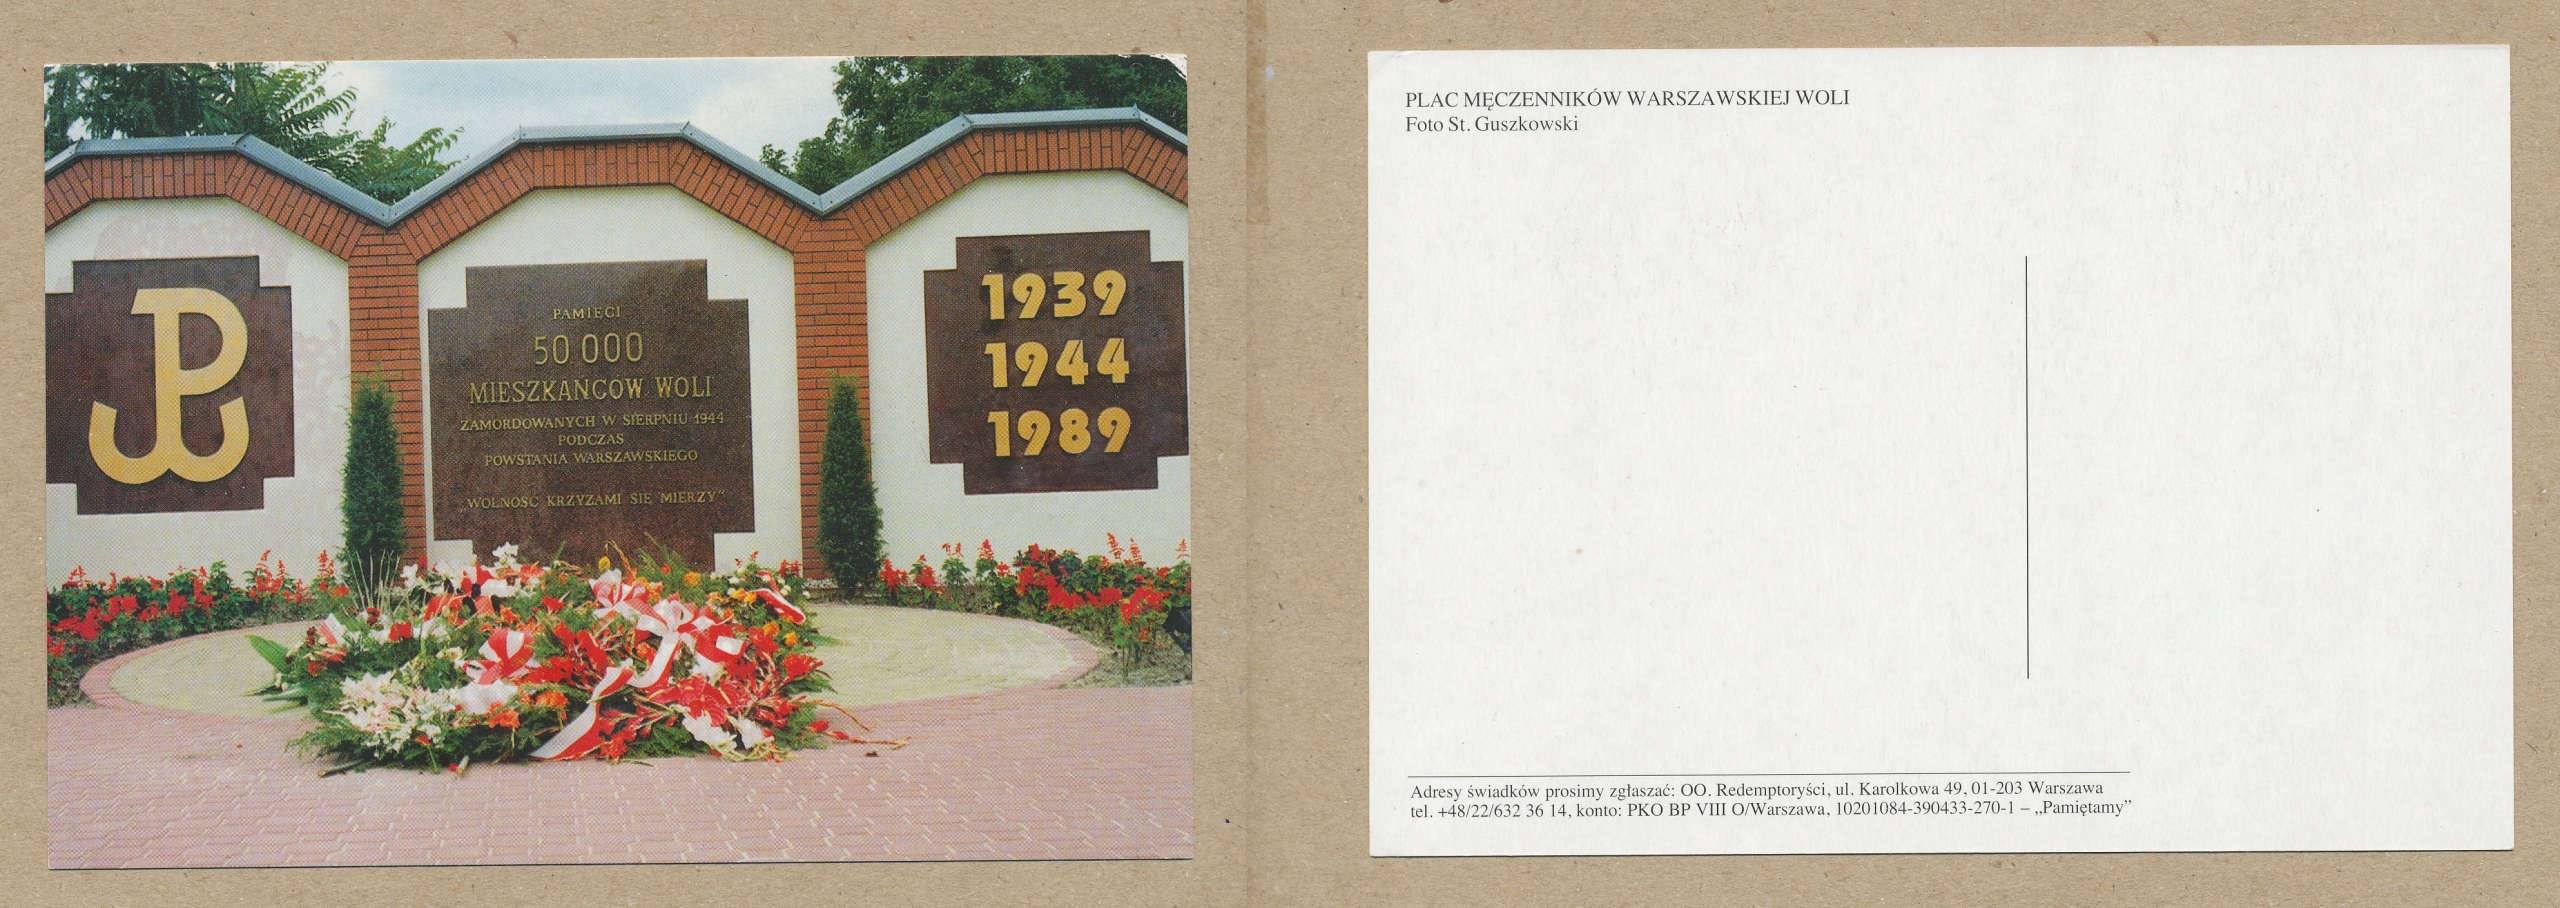 PAMIĘCI
50.000
MIESZKAŃCÓW WOLI
ZAMORDOWANYCH W SIERPNIU 1944
PODCZAS
POWSTANIA WARSZAWSKIEGO
„WOLNOŚĆ KRZYŻAMI SIĘ MIERZY”
1939
1944
1989
PLAC MĘCZENNIKÓW WARSZAWSKIEJ WOLI
Foto St. Guszkowski
Adresy świadków prosimy zgłaszać: OO. Redemptoryści, ul. Karolkowa 49, 01-203 Warszawa
tel. +48/22/632 36 14, konto: PKO BP VIII O/Warszawa, 10201084-390433-270-1 – „Pamiętamy”